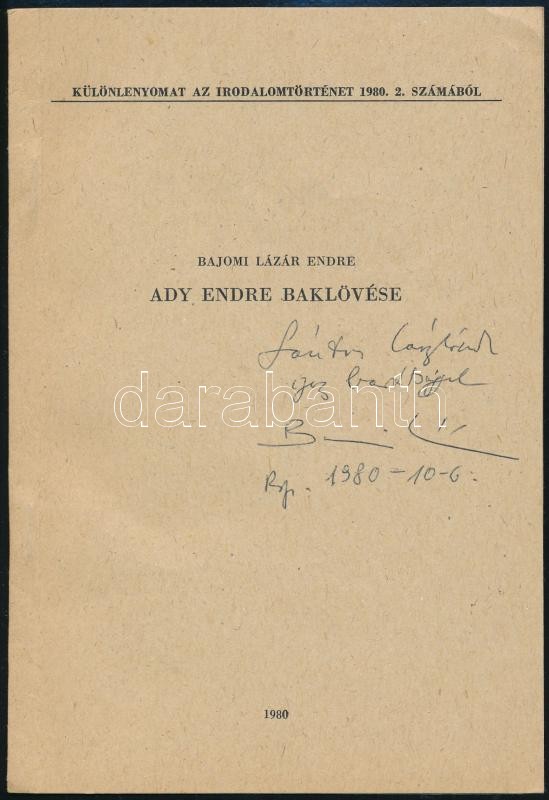 KÜLÖNLENYOMAT AZ IRODALOMTÖRTÉNET 1980. 2. SZÁMÁBÓL
BAJOMI LÁZÁR ENDRE
ADY ENDRE BAKLÖVÉSE
igaz barátsággal
darabanth
Bp. 1980-10-6.
1980